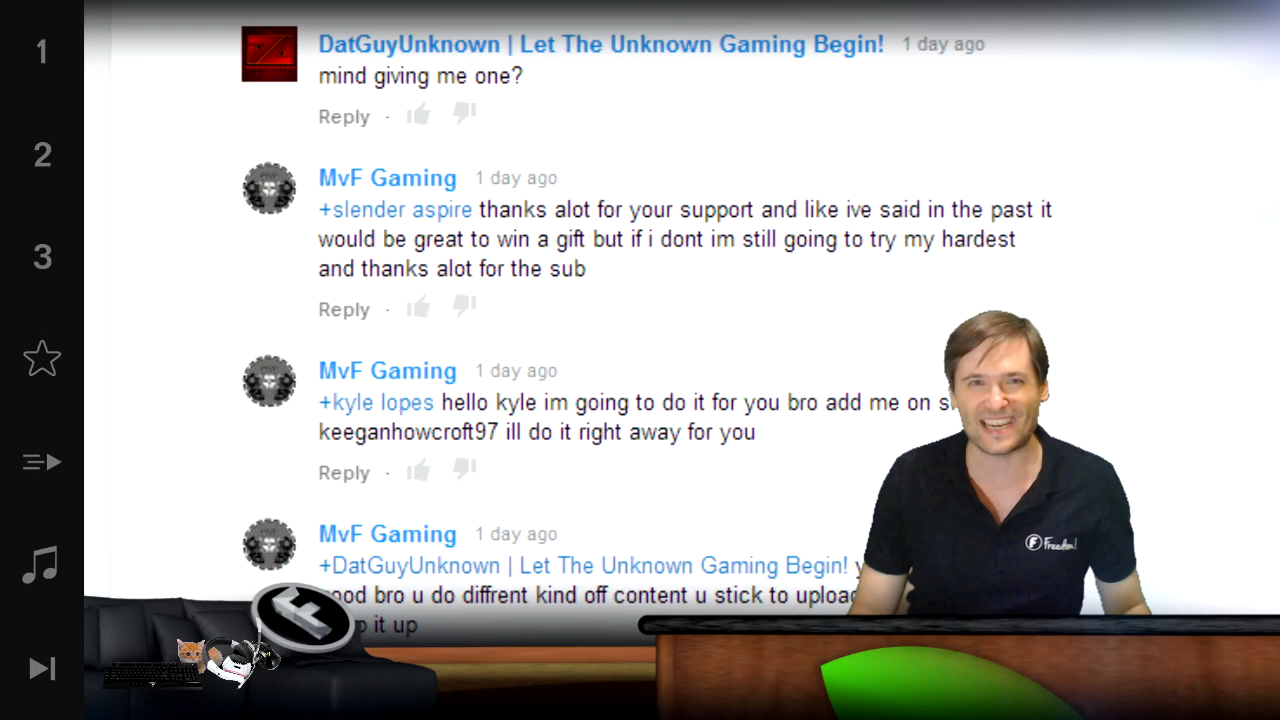 1
2
3
DatGuyUnknown | Let The Unknown Gaming Begin! 1 day ago
mind giving me one?
Reply ·
MvF Gaming 1 day ago
+slender aspire thanks alot for your support and like ive said in the past it
would be great to win a gift but if i dont im still going to try my hardest
and thanks alot for the sub
Reply ·
MvF Gaming 1 day ago
+kyle lopes hello kyle im going to do it for you bro add me on
keeganhowcroft97 ill do it right away for you
Reply ·
MvF Gaming 1 day ago
+DatGuyUnknown | Let The Unknown Gaming Begin!
bro u do diffrent kind off content u stick to
it up
F Freedom!
F